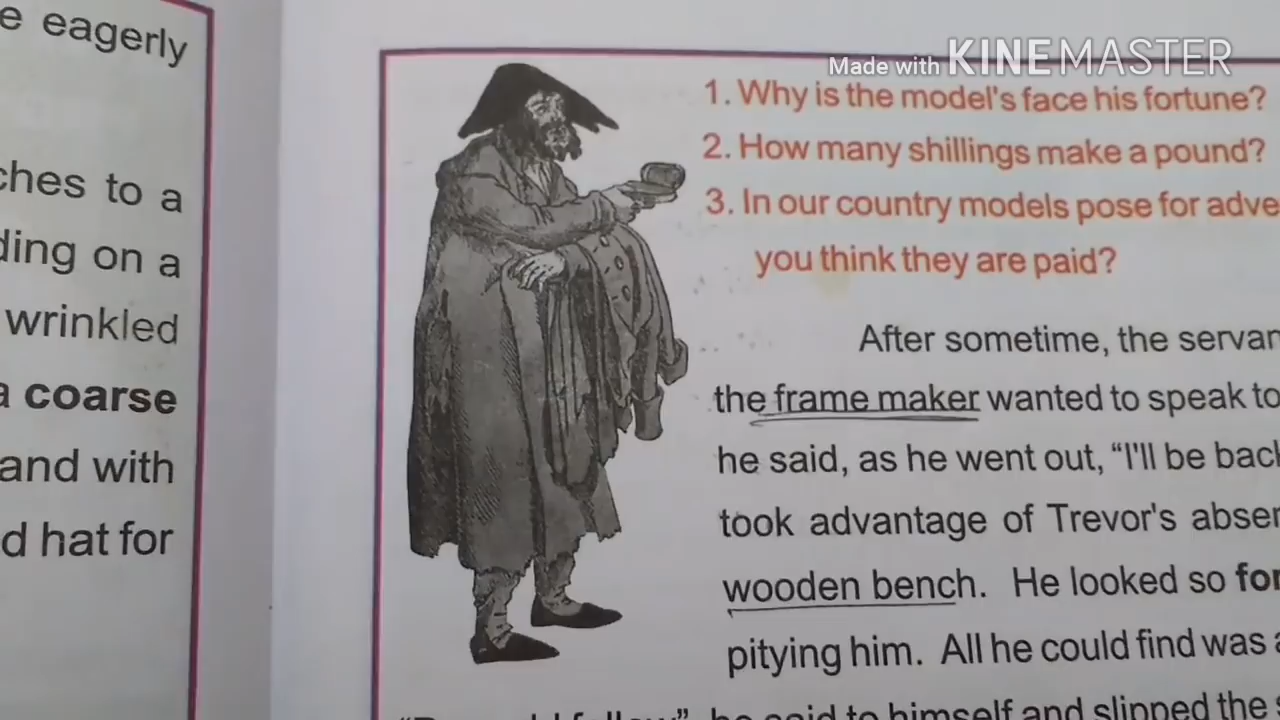 e eagerly
ches to a
ding on a
wrinkled
a coarse
and with
d hat for
Made with KINEMASTER
1. Why is the model's face his fortune?
2. How many shillings make a pound?
3. In our country models pose for adve
you think they are paid?
After sometime, the servan
the frame maker wanted to speak to
he said, as he went out, “I'll be back
took advantage of Trevor's absen
wooden bench. He looked so for
pitying him. All he could find was a
he said to himself and slipped the s